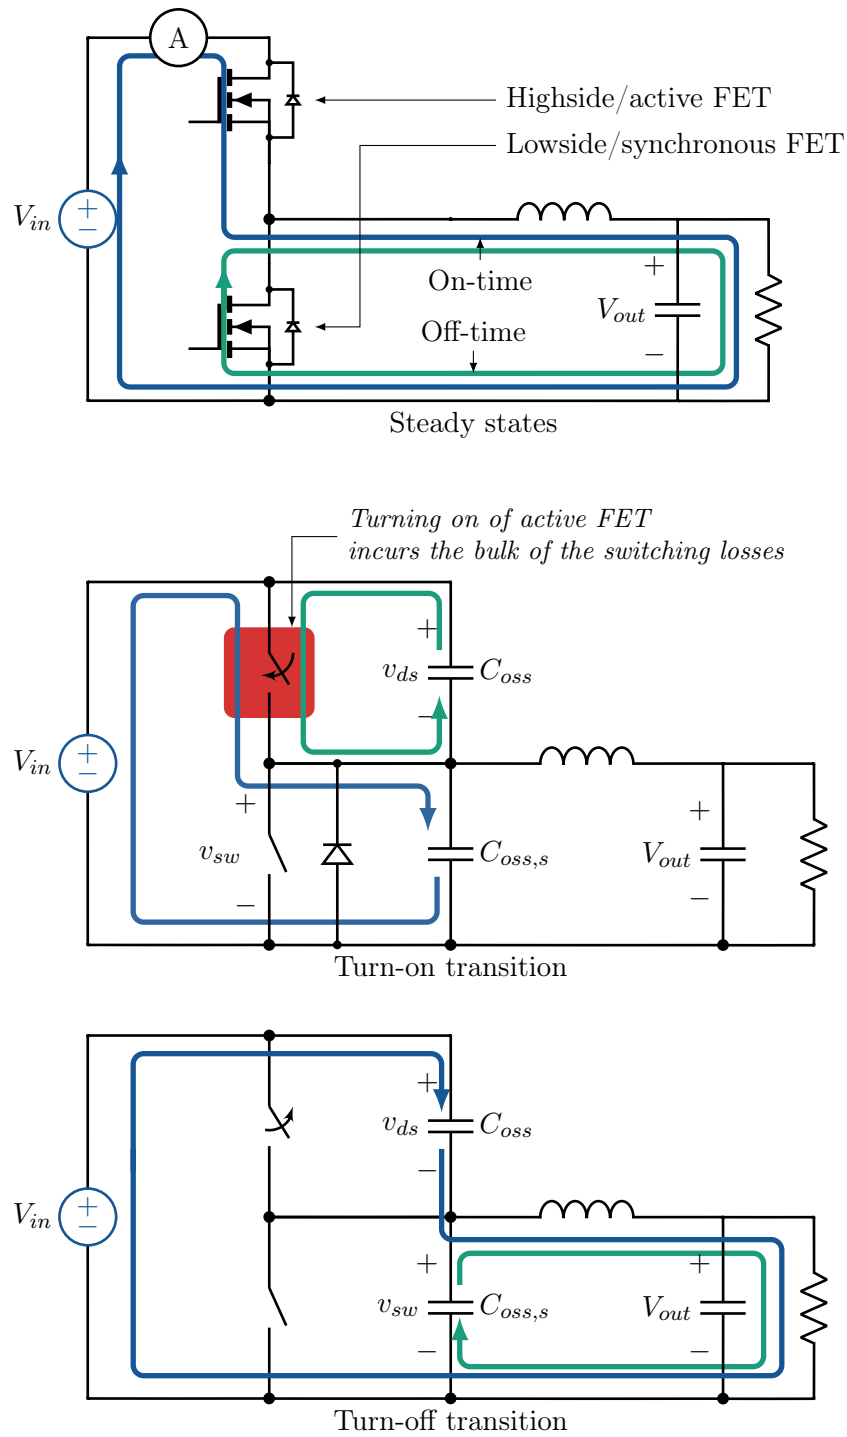 A
Highside/active FET
Lowside/synchronous FET
V_in
+
−
On-time
+
V_out
Off-time
−
Steady states
Turning on of active FET
incurs the bulk of the switching losses
+
v_ds
C_oss
−
V_in
+
−
+
+
v_sw
C_oss,s
V_out
−
−
Turn-on transition
+
v_ds
C_oss
−
V_in
+
−
+
+
v_sw
C_oss,s
V_out
−
−
Turn-off transition